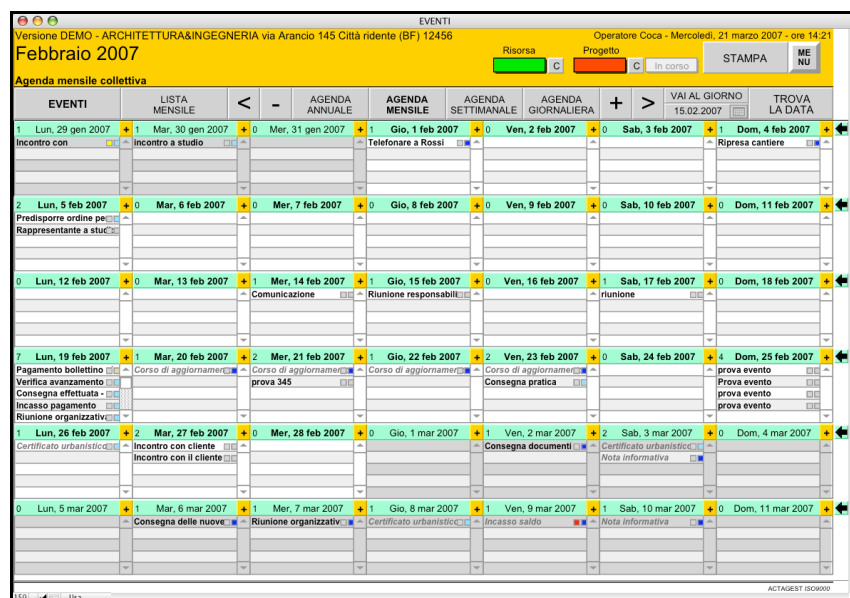 EVENTI
Versione DEMO - ARCHITETTURA&INGEGNERIA via Arancio 145 Città ridente (BF) 12456 Operatore Coca - Mercoledì, 21 marzo 2007 - ore 14:21
Febbraio 2007
Risorsa Progetto
C C In corso STAMPA ME NU
Agenda mensile collettiva
EVENTI LISTA MENSILE < - AGENDA ANNUALE AGENDA MENSILE AGENDA SETTIMANALE AGENDA GIORNALIERA + > VAI AL GIORNO 15.02.2007 TROVA LA DATA
1 Lun, 29 gen 2007 + 1 Mar, 30 gen 2007 + 0 Mer, 31 gen 2007 + 1 Gio, 1 feb 2007 + 0 Ven, 2 feb 2007 + 0 Sab, 3 feb 2007 + 1 Dom, 4 feb 2007 +
Incontro con incontro a studio Telefonare a Rossi Ripresa cantiere
2 Lun, 5 feb 2007 + 0 Mar, 6 feb 2007 + 0 Mer, 7 feb 2007 + 0 Gio, 8 feb 2007 + 0 Ven, 9 feb 2007 + 0 Sab, 10 feb 2007 + 0 Dom, 11 feb 2007 +
Predisporre ordine pe
Rappresentante a stud
0 Lun, 12 feb 2007 + 0 Mar, 13 feb 2007 + 1 Mer, 14 feb 2007 + 1 Gio, 15 feb 2007 + 0 Ven, 16 feb 2007 + 1 Sab, 17 feb 2007 + 0 Dom, 18 feb 2007 +
Comunicazione Riunione responsabili riunione
7 Lun, 19 feb 2007 + 1 Mar, 20 feb 2007 + 2 Mer, 21 feb 2007 + 1 Gio, 22 feb 2007 + 2 Ven, 23 feb 2007 + 0 Sab, 24 feb 2007 + 4 Dom, 25 feb 2007 +
Pagamento bollettino Corso di aggiornamen Corso di aggiornamen Corso di aggiornamen Corso di aggiornamen prova evento
Verifica avanzamento prova 345 Consegna pratica Prova evento
Consegna effettuata - prova evento
Incasso pagamento prova evento
Riunione organizzativa
1 Lun, 26 feb 2007 + 2 Mar, 27 feb 2007 + 0 Mer, 28 feb 2007 + 0 Gio, 1 mar 2007 + 1 Ven, 2 mar 2007 + 2 Sab, 3 mar 2007 + 0 Dom, 4 mar 2007 +
Certificato urbanistico Incontro con cliente Consegna documenti Certificato urbanistico
Incontro con il cliente Nota informativa
0 Lun, 5 mar 2007 + 1 Mar, 6 mar 2007 + 1 Mer, 7 mar 2007 + 1 Gio, 8 mar 2007 + 1 Ven, 9 mar 2007 + 1 Sab, 10 mar 2007 + 0 Dom, 11 mar 2007 +
Consegna delle nuove Riunione organizzativ Certificato urbanistico Incasso saldo Nota informativa
ACTAGEST ISO9000